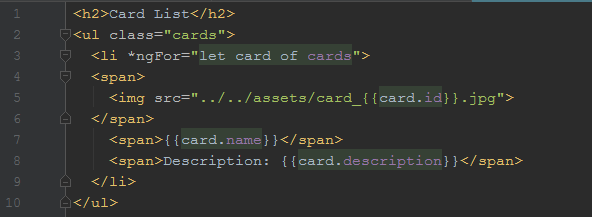 1 <h2>Card List</h2>
2 <ul class="cards">
3 <li *ngFor="let card of cards">
4 <span>
5 <img src="../../assets/card_{{card.id}}.jpg">
6 </span>
7 <span>{{card.name}}</span>
8 <span>Description: {{card.description}}</span>
9 </li>
10 </ul>